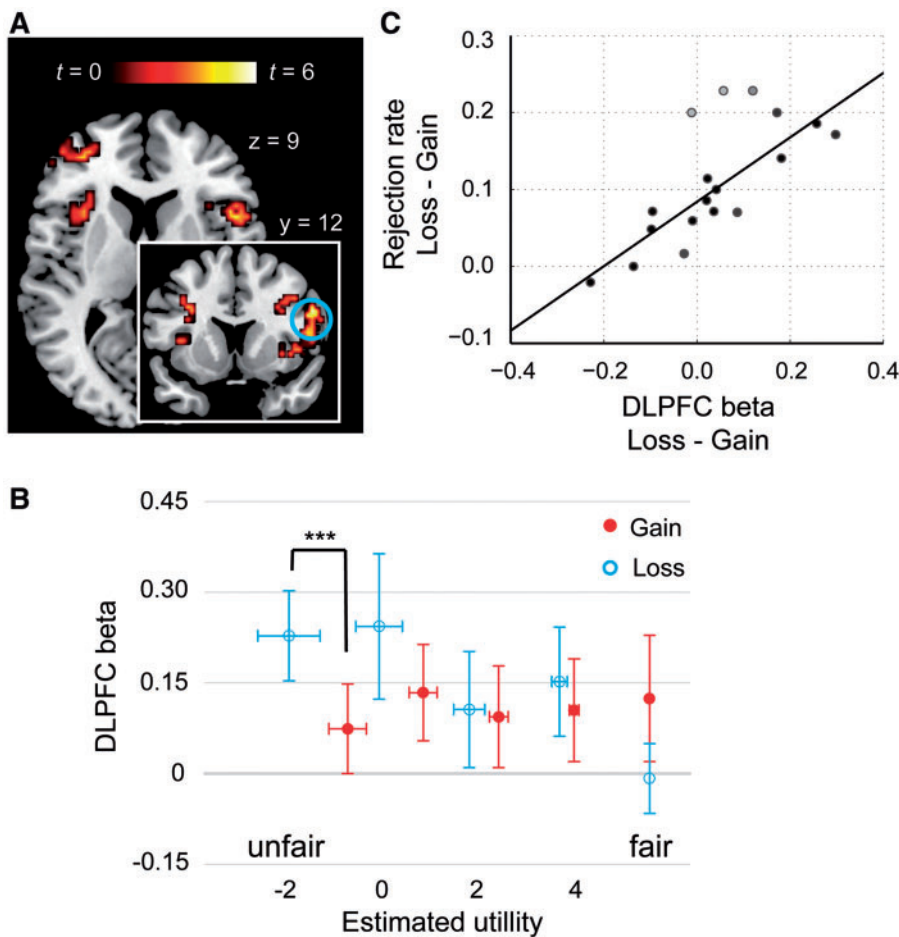 A
t = 0
t = 6
z = 9
y = 12
C
Rejection rate
Loss - Gain
0.3
0.2
0.1
0.0
−0.1
−0.4
−0.2
0.0
0.2
0.4
DLPFC beta
Loss - Gain
B
DLPFC beta
0.45
0.30
0.15
0
-0.15
***
Gain
Loss
unfair
fair
-2
0
2
4
Estimated utillity